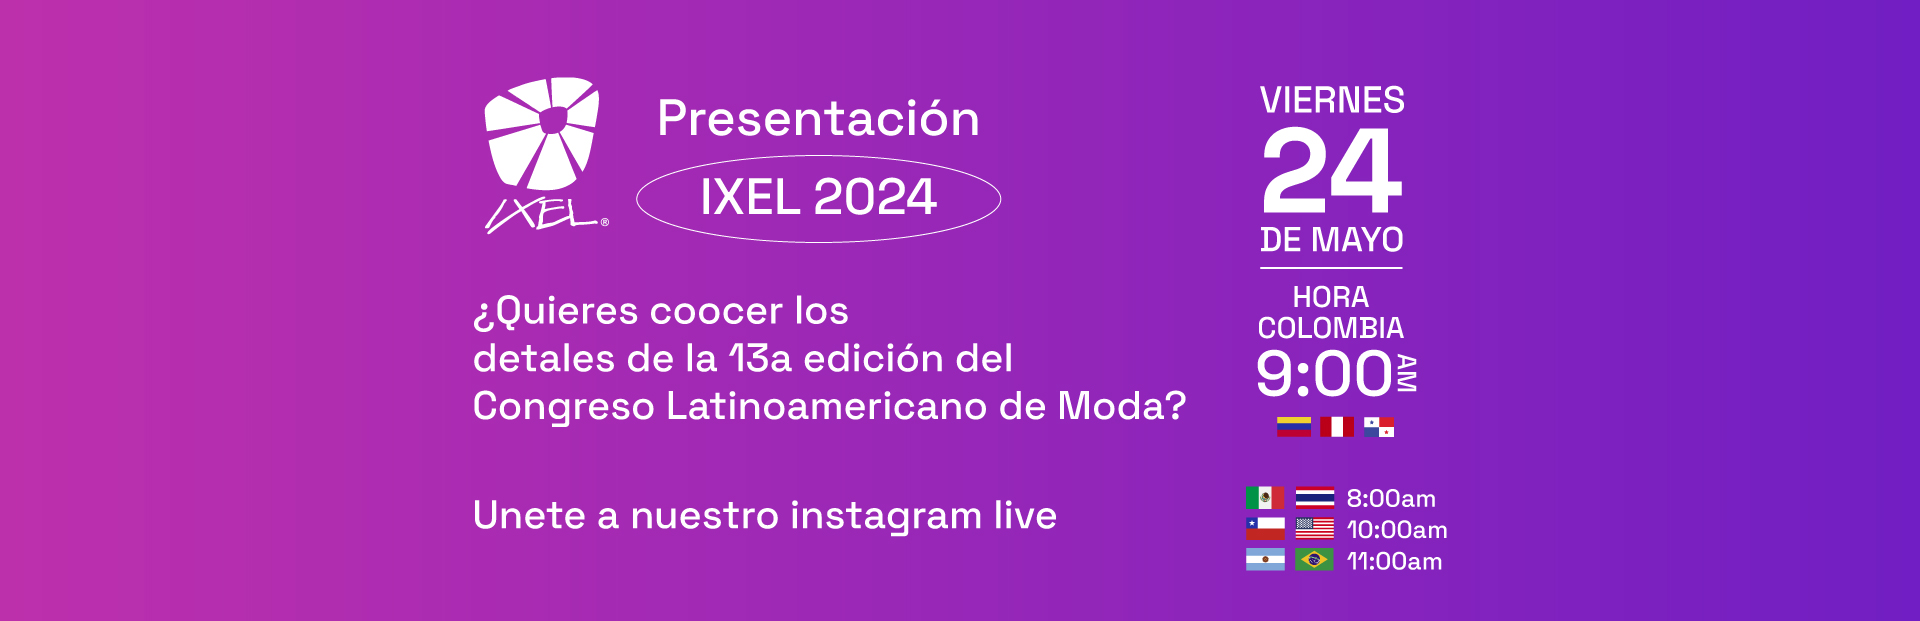 IXEL®
Presentación
IXEL 2024
¿Quieres coocer los
detales de la 13a edición del
Congreso Latinoamericano de Moda?
Unete a nuestro instagram live
VIERNES
24
DE MAYO
HORA
COLOMBIA
9:00 AM
8:00am
10:00am
11:00am